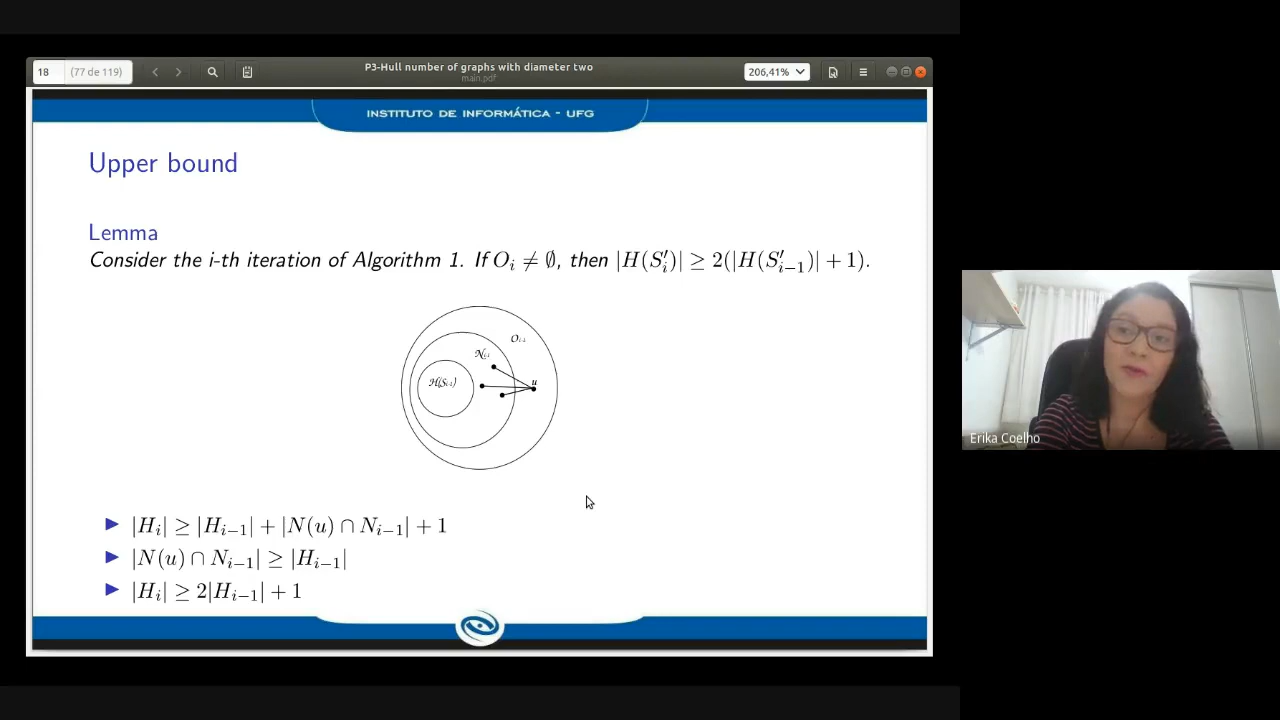 18 (77 de 119)
P3-Hull number of graphs with diameter two
main.pdf
206,41%
INSTITUTO DE INFORMÁTICA - UFG
Upper bound
Lemma
Consider the i-th iteration of Algorithm 1. If O_i ≠ ∅, then |H(S′_i)| ≥ 2(|H(S′_{i−1})| + 1).
O_{i-1}
N_{i-1}
H(S_{i-1})
u
▶ |H_i| ≥ |H_{i−1}| + |N(u) ∩ N_{i−1}| + 1
▶ |N(u) ∩ N_{i−1}| ≥ |H_{i−1}|
▶ |H_i| ≥ 2|H_{i−1}| + 1
Erika Coelho